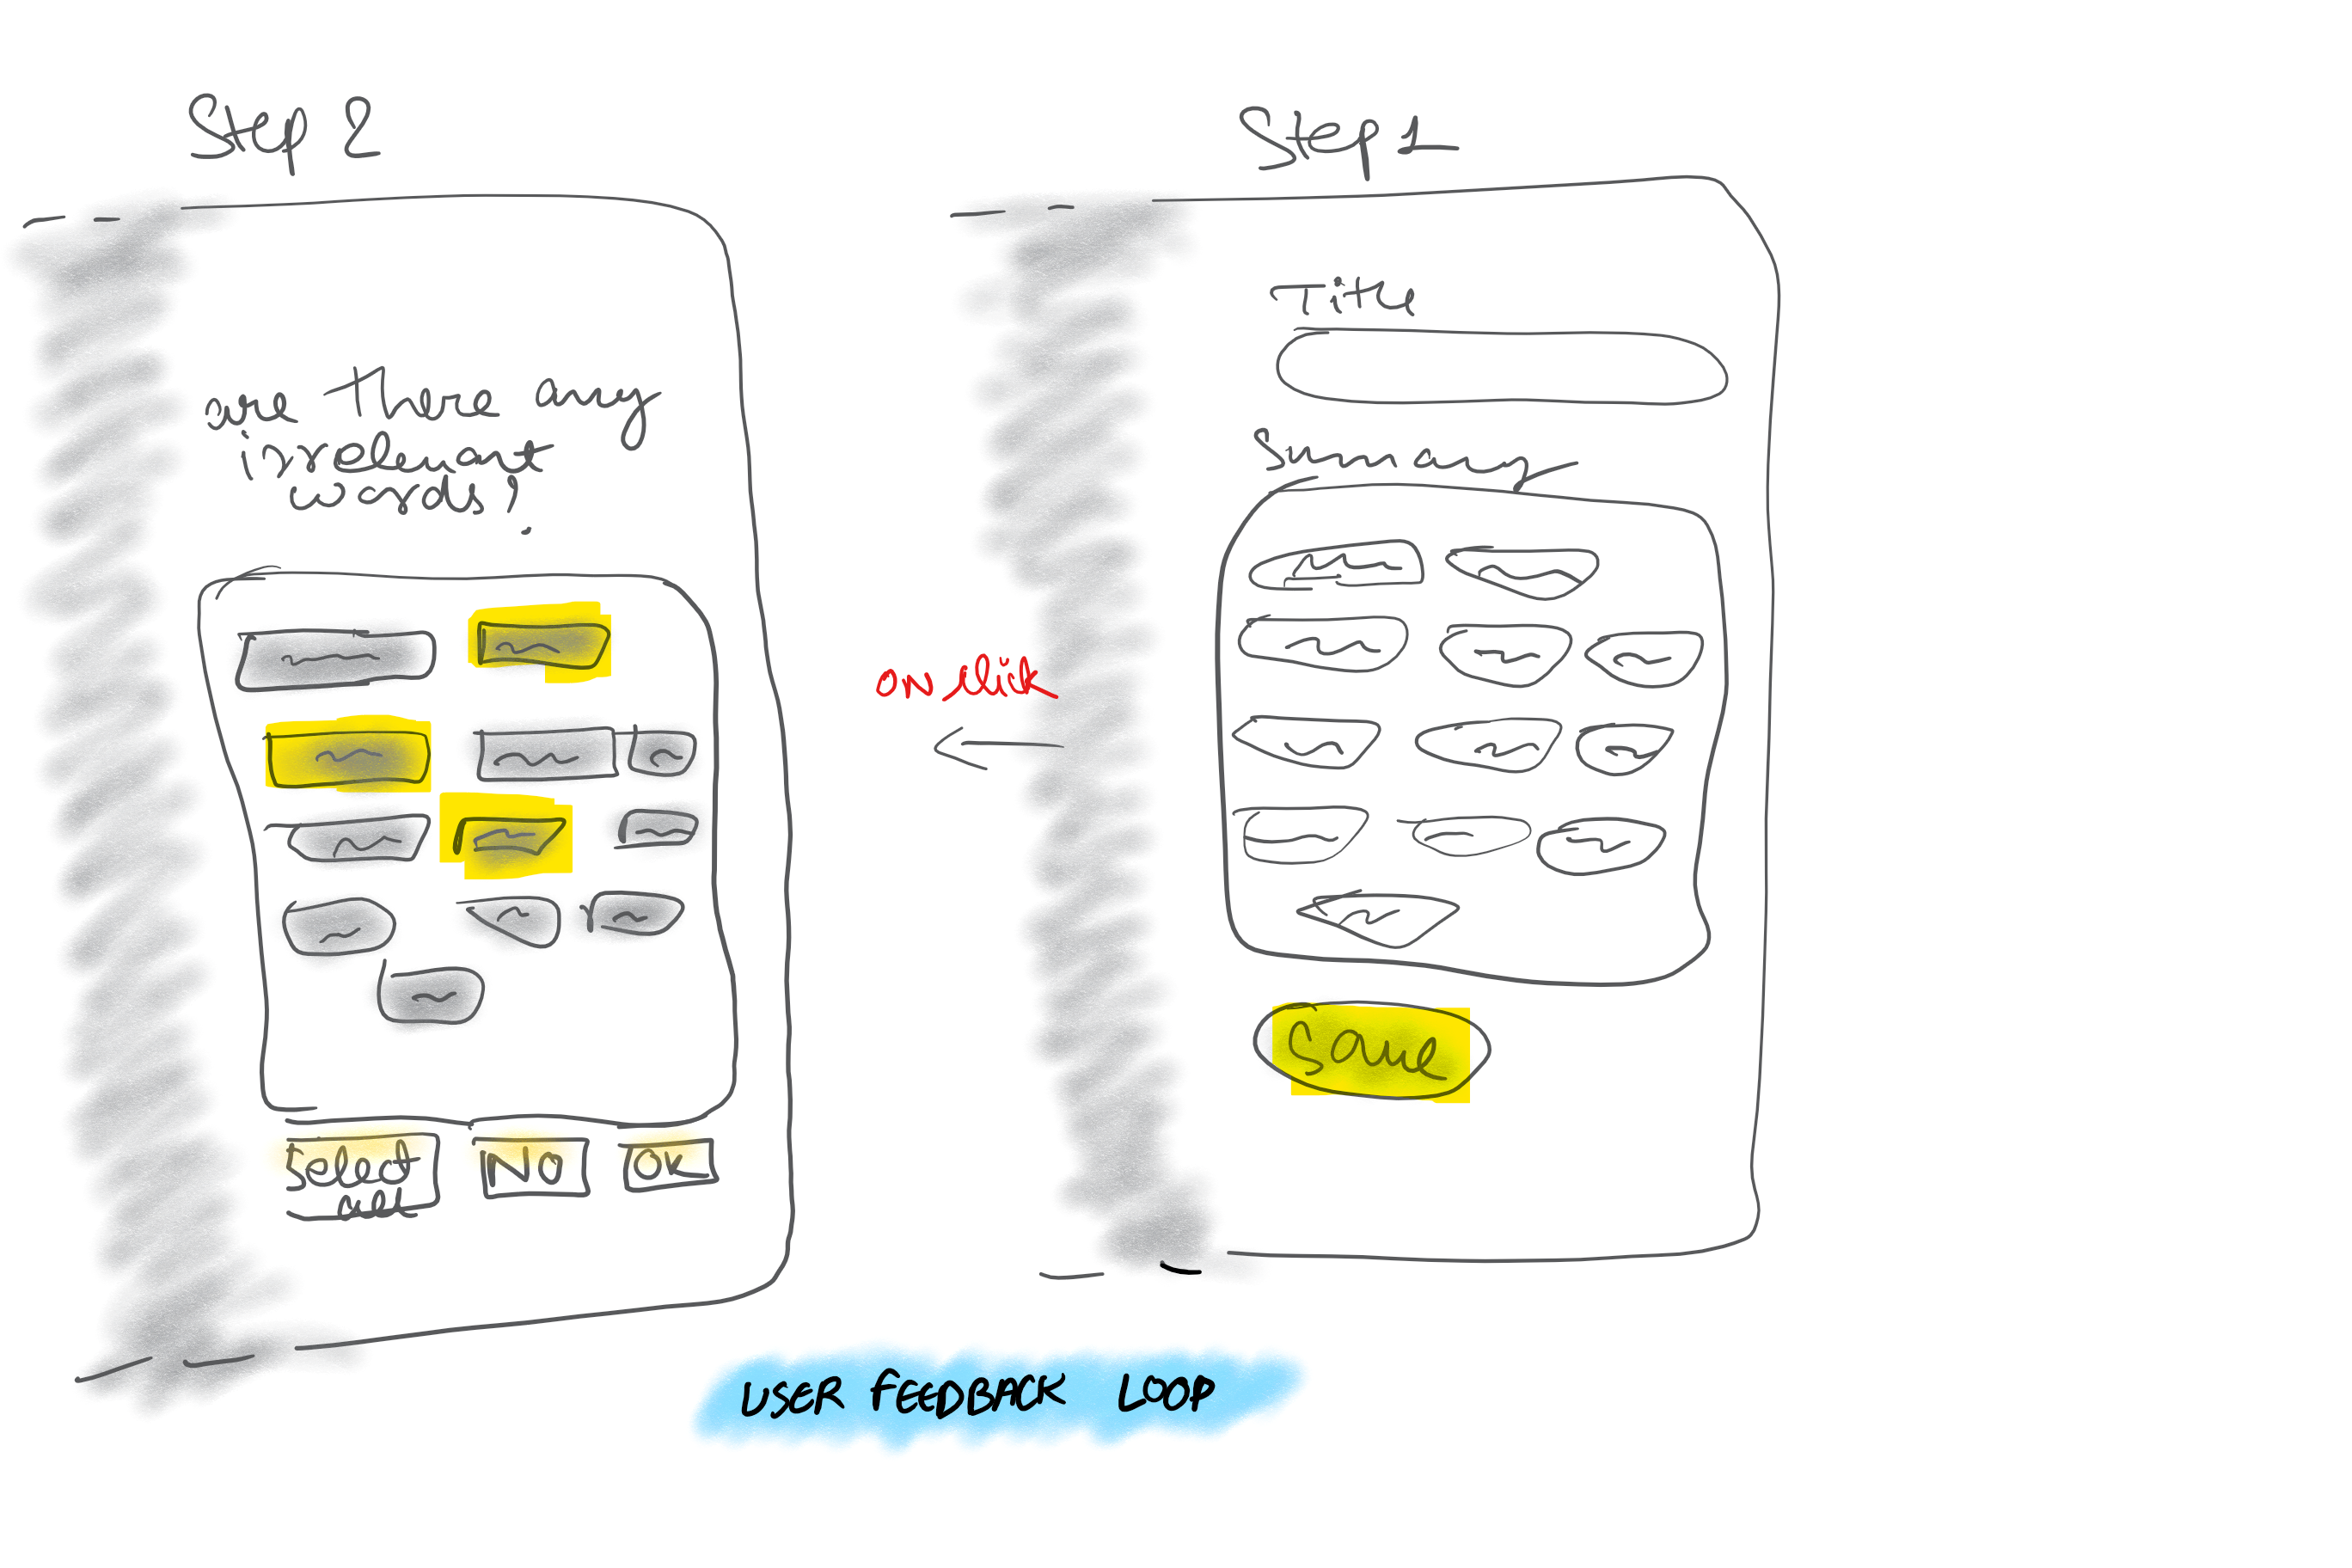 Step 2
are there any
irrelevant
words?
Select
all
NO
OK
on click
Step 1
Title
Summary
Save
USER FEEDBACK LOOP